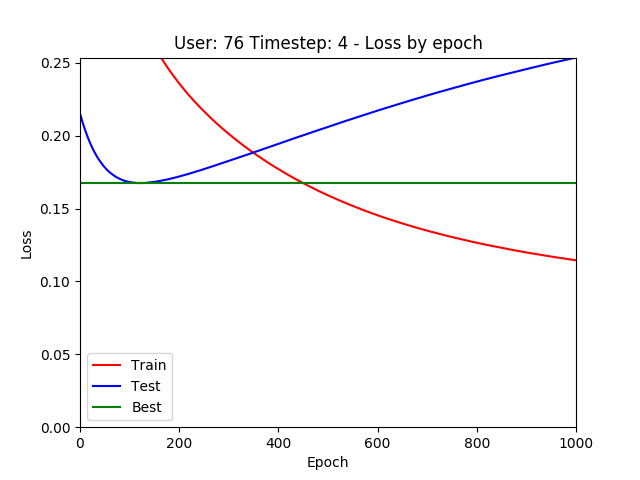 User: 76 Timestep: 4 - Loss by epoch
0.25
0.20
0.15
0.10
0.05
0.00
Loss
Train
Test
Best
0 200 400 600 800 1000
Epoch